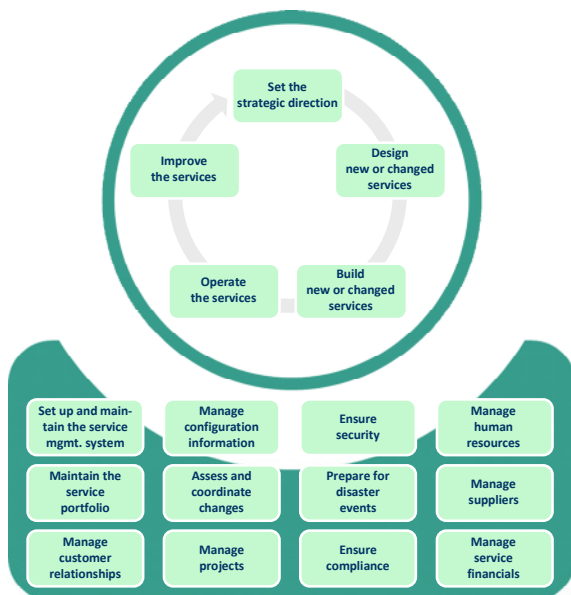 Set the
strategic direction
Improve
the services
Design
new or changed
services
Operate
the services
Build
new or changed
services
Set up and main-
tain the service
mgmt. system
Manage
configuration
information
Ensure
security
Manage
human
resources
Maintain the
service
portfolio
Assess and
coordinate
changes
Prepare for
disaster
events
Manage
suppliers
Manage
customer
relationships
Manage
projects
Ensure
compliance
Manage
service
financials